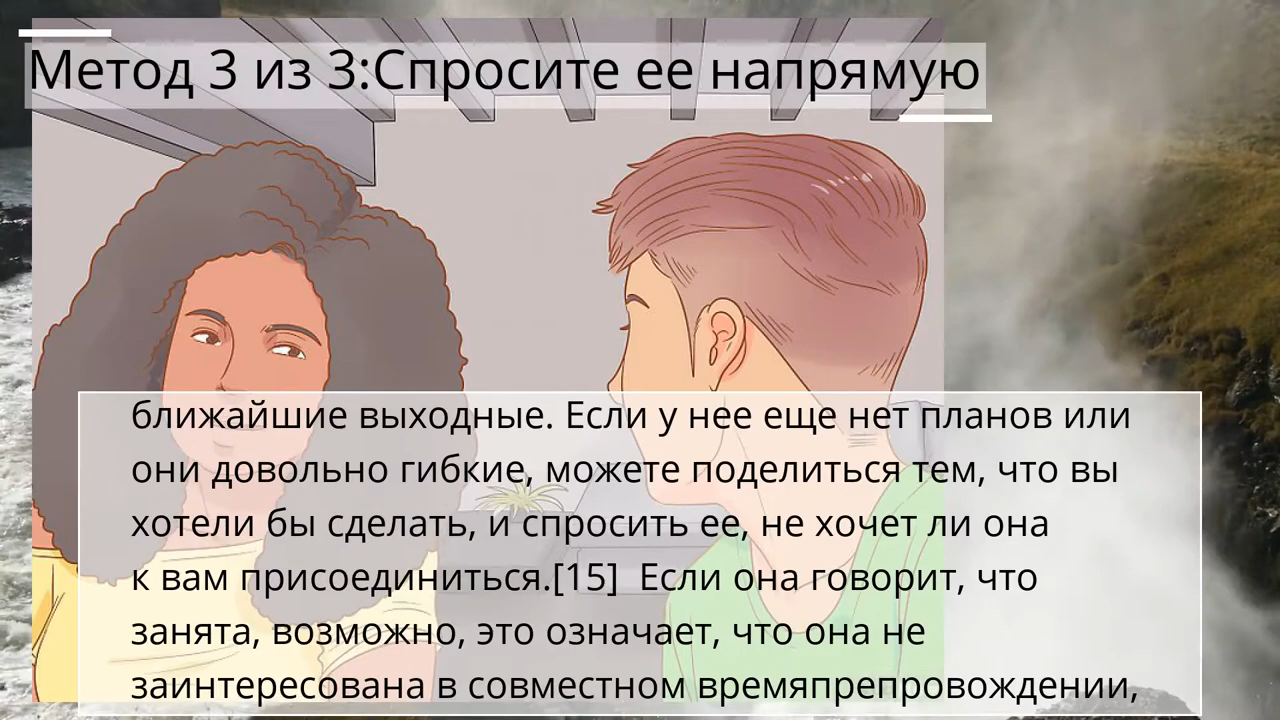 Метод 3 из 3:Спросите ее напрямую
ближайшие выходные. Если у нее еще нет планов или
они довольно гибкие, можете поделиться тем, что вы
хотели бы сделать, и спросить ее, не хочет ли она
к вам присоединиться.[15] Если она говорит, что
занята, возможно, это означает, что она не
заинтересована в совместном времяпрепровождении,